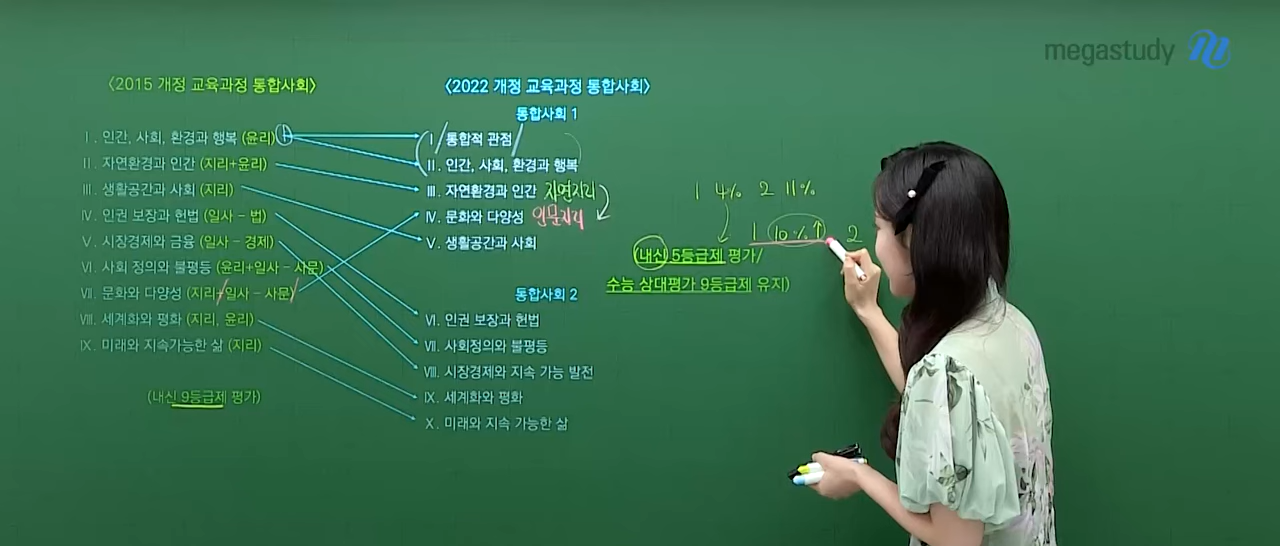 megastudy
<2015 개정 교육과정 통합사회>
Ⅰ. 인간, 사회, 환경과 행복 (윤리)
Ⅱ. 자연환경과 인간 (지리+윤리)
Ⅲ. 생활공간과 사회 (지리)
Ⅳ. 인권 보장과 헌법 (일사 - 법)
Ⅴ. 시장경제와 금융 (일사 - 경제)
Ⅵ. 사회 정의와 불평등 (윤리+일사 - 사문)
Ⅶ. 문화와 다양성 (지리+일사 - 사문)
Ⅷ. 세계화와 평화 (지리, 윤리)
Ⅸ. 미래와 지속가능한 삶 (지리)
(내신 9등급제 평가)
<2022 개정 교육과정 통합사회>
통합사회 1
Ⅰ. 통합적 관점
Ⅱ. 인간, 사회, 환경과 행복
Ⅲ. 자연환경과 인간 자연지리
Ⅳ. 문화와 다양성 인문지리
Ⅴ. 생활공간과 사회
통합사회 2
Ⅵ. 인권 보장과 헌법
Ⅶ. 사회정의와 불평등
Ⅷ. 시장경제와 지속 가능 발전
Ⅸ. 세계화와 평화
Ⅹ. 미래와 지속 가능한 삶
1 4% 2 11%
1 10%↑ 2
(내신 5등급제 평가/
수능 상대평가 9등급제 유지)